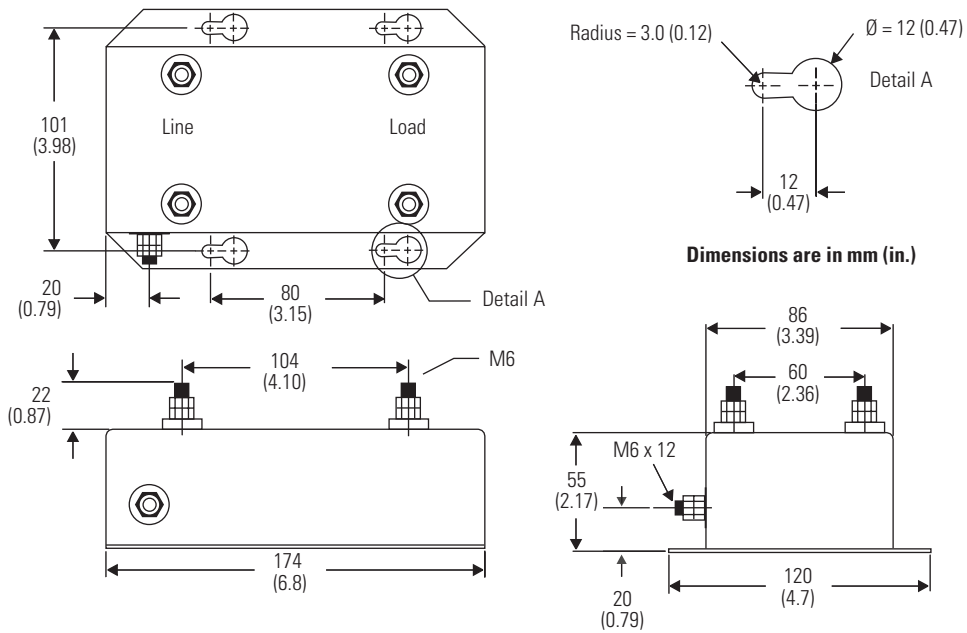 Radius = 3.0 (0.12)
Ø = 12 (0.47)
Detail A
101
(3.98)
Line
Load
12
(0.47)
Dimensions are in mm (in.)
20
(0.79)
80
(3.15)
Detail A
86
(3.39)
104
(4.10)
M6
60
(2.36)
22
(0.87)
M6 x 12
55
(2.17)
174
(6.8)
120
(4.7)
20
(0.79)